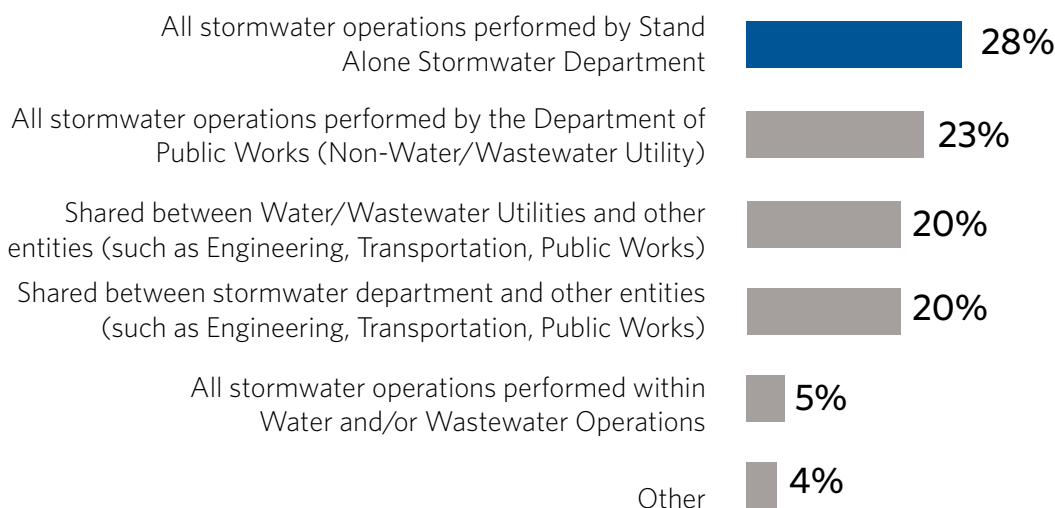 All stormwater operations performed by Stand
Alone Stormwater Department
28%
All stormwater operations performed by the Department of
Public Works (Non-Water/Wastewater Utility)
23%
Shared between Water/Wastewater Utilities and other
entities (such as Engineering, Transportation, Public Works)
20%
Shared between stormwater department and other entities
(such as Engineering, Transportation, Public Works)
20%
All stormwater operations performed within
Water and/or Wastewater Operations
5%
Other
4%